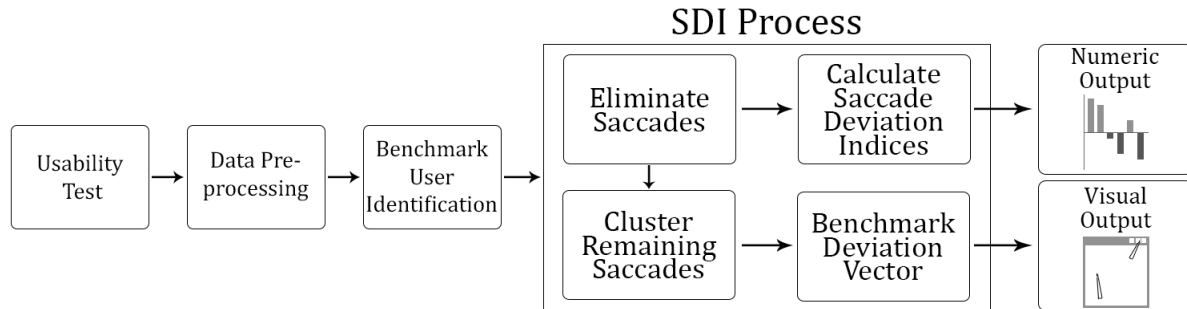 SDI Process
Usability
Test
Data Pre-
processing
Benchmark
User
Identification
Eliminate
Saccades
Calculate
Saccade
Deviation
Indices
Numeric
Output
Cluster
Remaining
Saccades
Benchmark
Deviation
Vector
Visual
Output